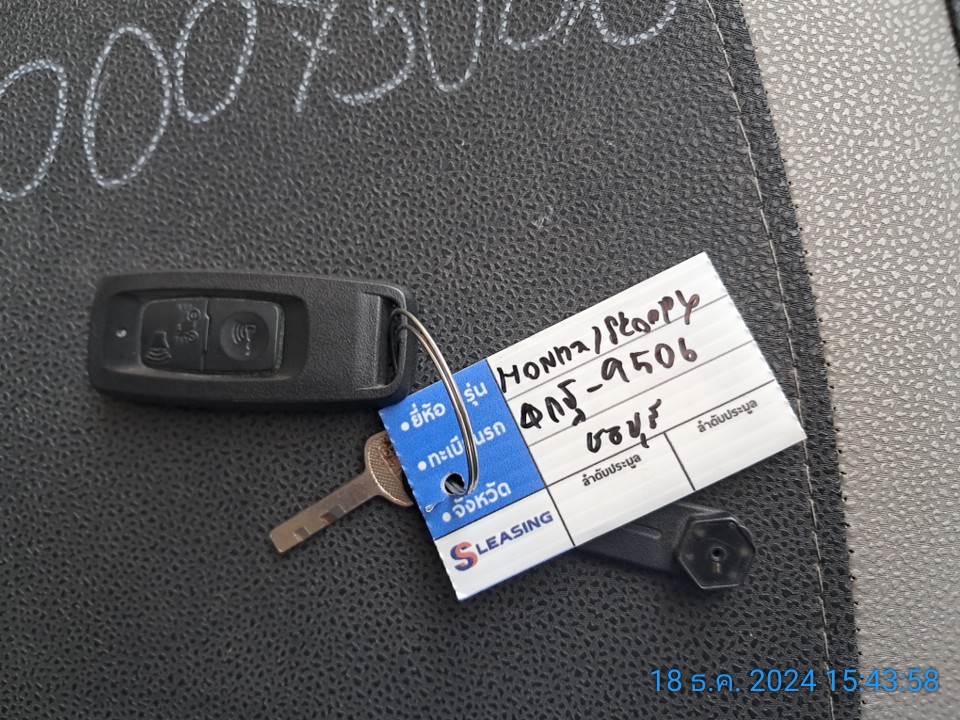 00075000
HONDA/Scoopy
4กฐ-9506
ชลบุรี
•ยี่ห้อ รุ่น
•ทะเบียนรถ
•จังหวัด
ลำดับประมูล
ลำดับประมูล
SLEASING
18 ธ.ค. 2024 15:43:58